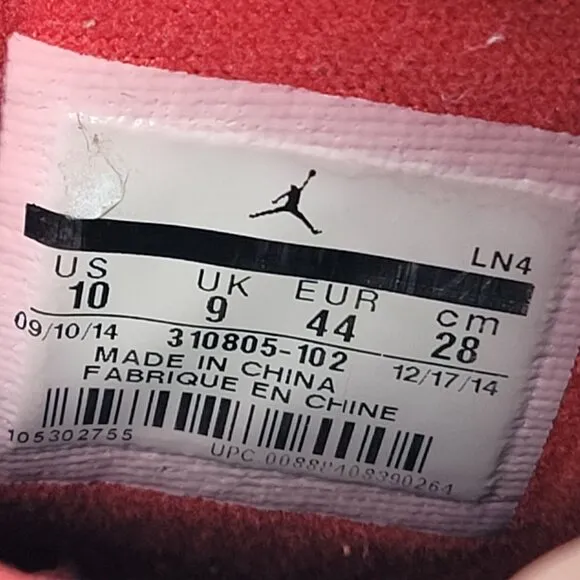 LN4
US UK EUR cm
10 9 44 28
09/10/14 310805-102 12/17/14
MADE IN CHINA
FABRIQUE EN CHINE
105302755
UPC